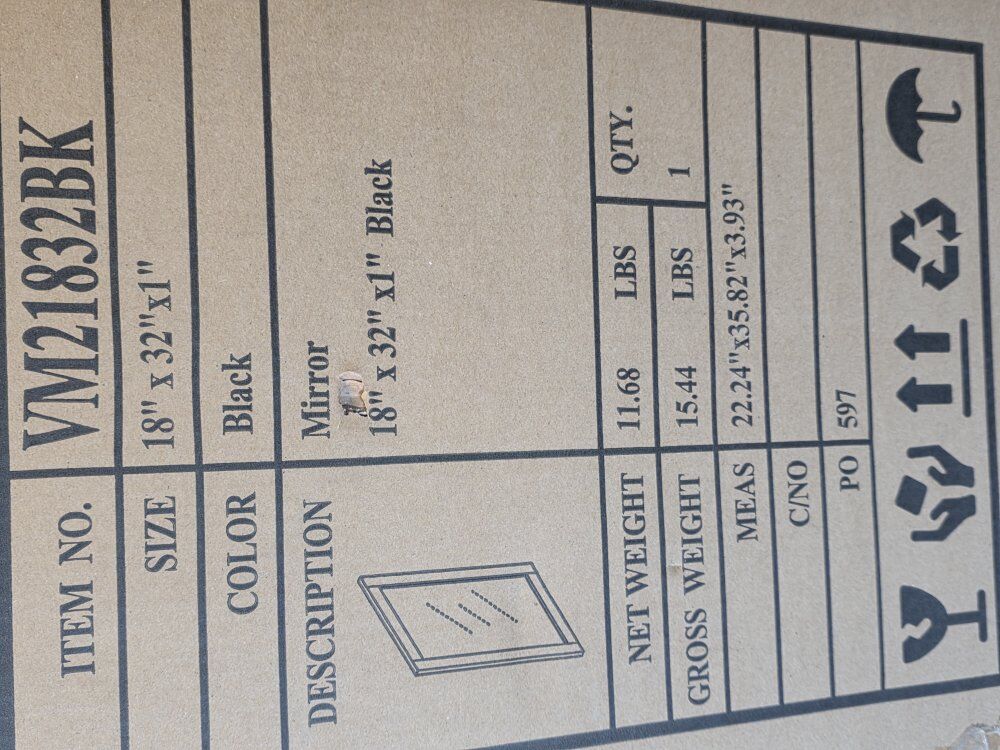 ITEM NO. VM21832BK
SIZE 18" x 32"x1"
COLOR Black
DESCRIPTION Mirror
18" x 32" x1" Black
NET WEIGHT 11.68 LBS QTY.
GROSS WEIGHT 15.44 LBS 1
MEAS 22.24"x35.82"x3.93"
C/NO
PO 597